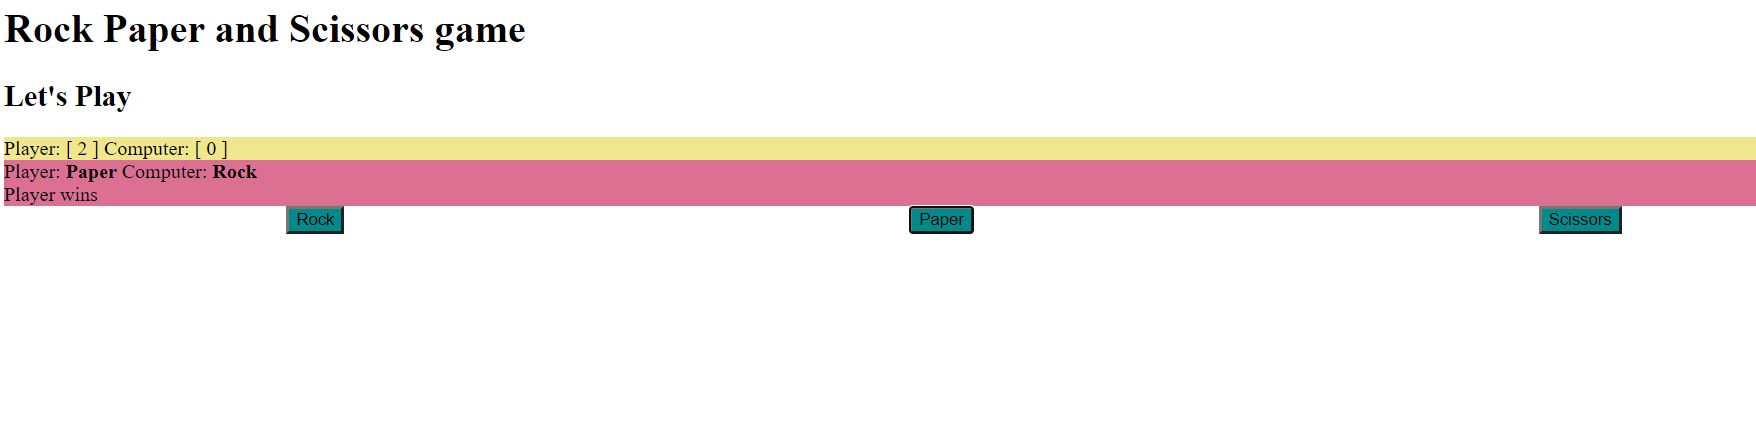 Rock Paper and Scissors game
Let's Play
Player: [ 2 ] Computer: [ 0 ]
Player: Paper Computer: Rock
Player wins
Rock Paper Scissors